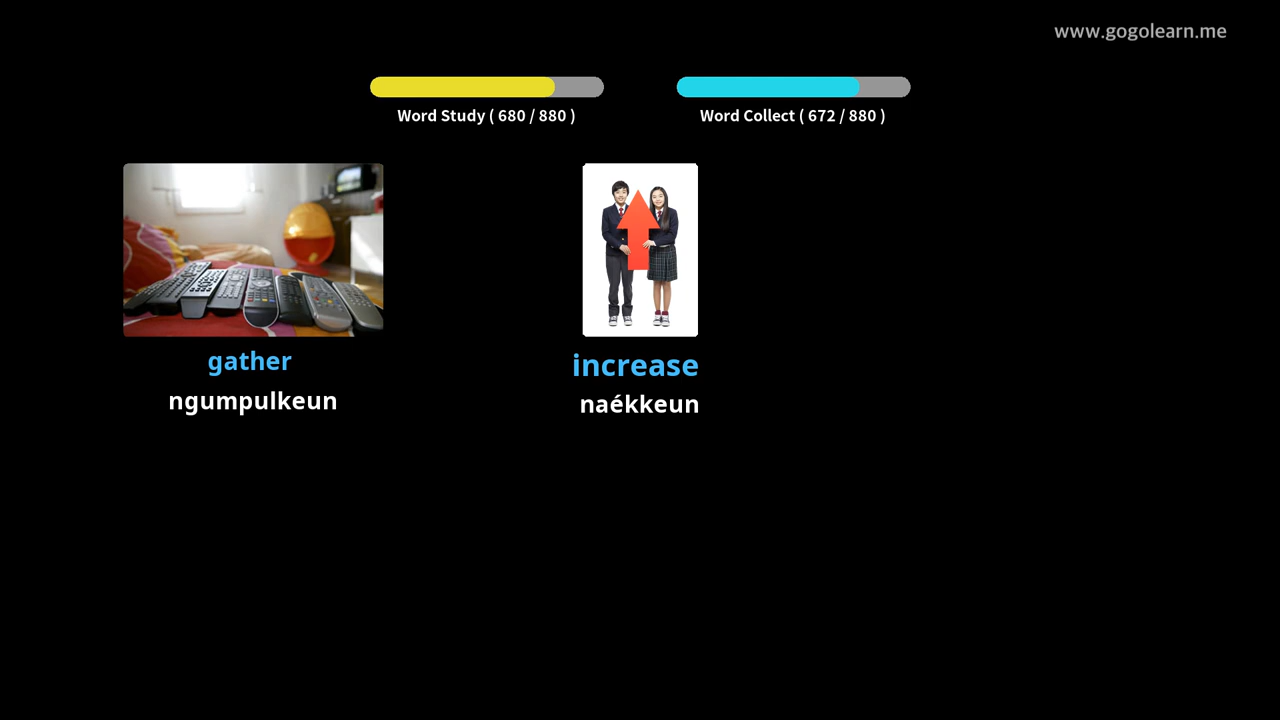 www.gogolearn.me
Word Study ( 680 / 880 )
Word Collect ( 672 / 880 )
gather
ngumpulkeun
increase
naékkeun